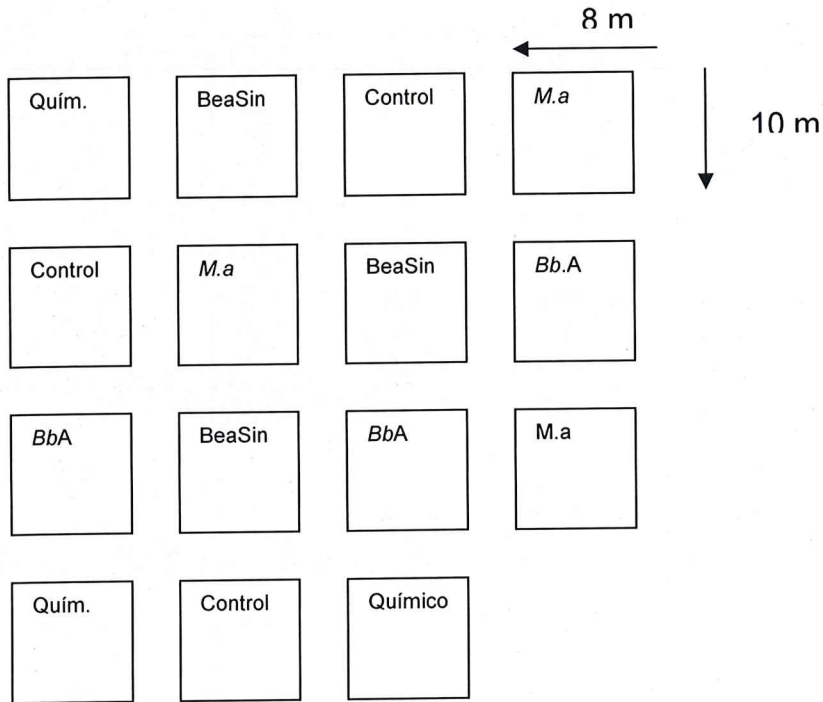 8 m
10 m
Quím.
BeaSin
Control
M.a
Control
M.a
BeaSin
Bb.A
BbA
BeaSin
BbA
M.a
Quím.
Control
Químico